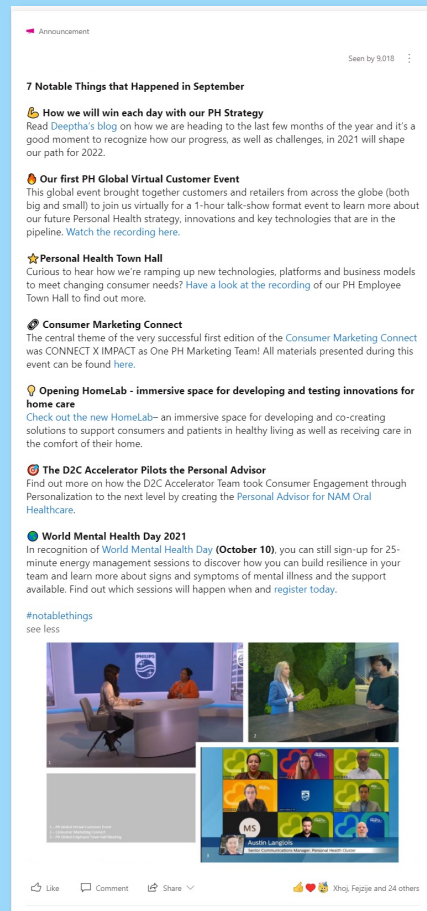 Announcement
Seen by 9,018
7 Notable Things that Happened in September
How we will win each day with our PH Strategy
Read Deeptha's blog on how we are heading to the last few months of the year and it's a
good moment to recognize how our progress, as well as challenges, in 2021 will shape
our path for 2022.
Our first PH Global Virtual Customer Event
This global event brought together customers and retailers from across the globe (both
big and small) to join us virtually for a 1-hour talk-show format event to learn more about
our future Personal Health strategy, innovations and key technologies that are in the
pipeline. Watch the recording here.
Personal Health Town Hall
Curious to hear how we're ramping up new technologies, platforms and business models
to meet changing consumer needs? Have a look at the recording of our PH Employee
Town Hall to find out more.
Consumer Marketing Connect
The central theme of the very successful first edition of the Consumer Marketing Connect
was CONNECT X IMPACT as One PH Marketing Team! All materials presented during this
event can be found here.
Opening HomeLab - immersive space for developing and testing innovations for
home care
Check out the new HomeLab– an immersive space for developing and co-creating
solutions to support consumers and patients in healthy living as well as receiving care in
the comfort of their home.
The D2C Accelerator Pilots the Personal Advisor
Find out more on how the D2C Accelerator Team took Consumer Engagement through
Personalization to the next level by creating the Personal Advisor for NAM Oral
Healthcare.
World Mental Health Day 2021
In recognition of World Mental Health Day (October 10), you can still sign-up for 25-
minute energy management sessions to discover how you can build resilience in your
team and learn more about signs and symptoms of mental illness and the support
available. Find out which sessions will happen when and register today.
#notablethings
see less
PHILIPS
1
2
MS
Austin Langlois
Senior Communications Manager, Personal Health Cluster
3
Like
Comment
Share
Xhoj, Fejzije and 24 others